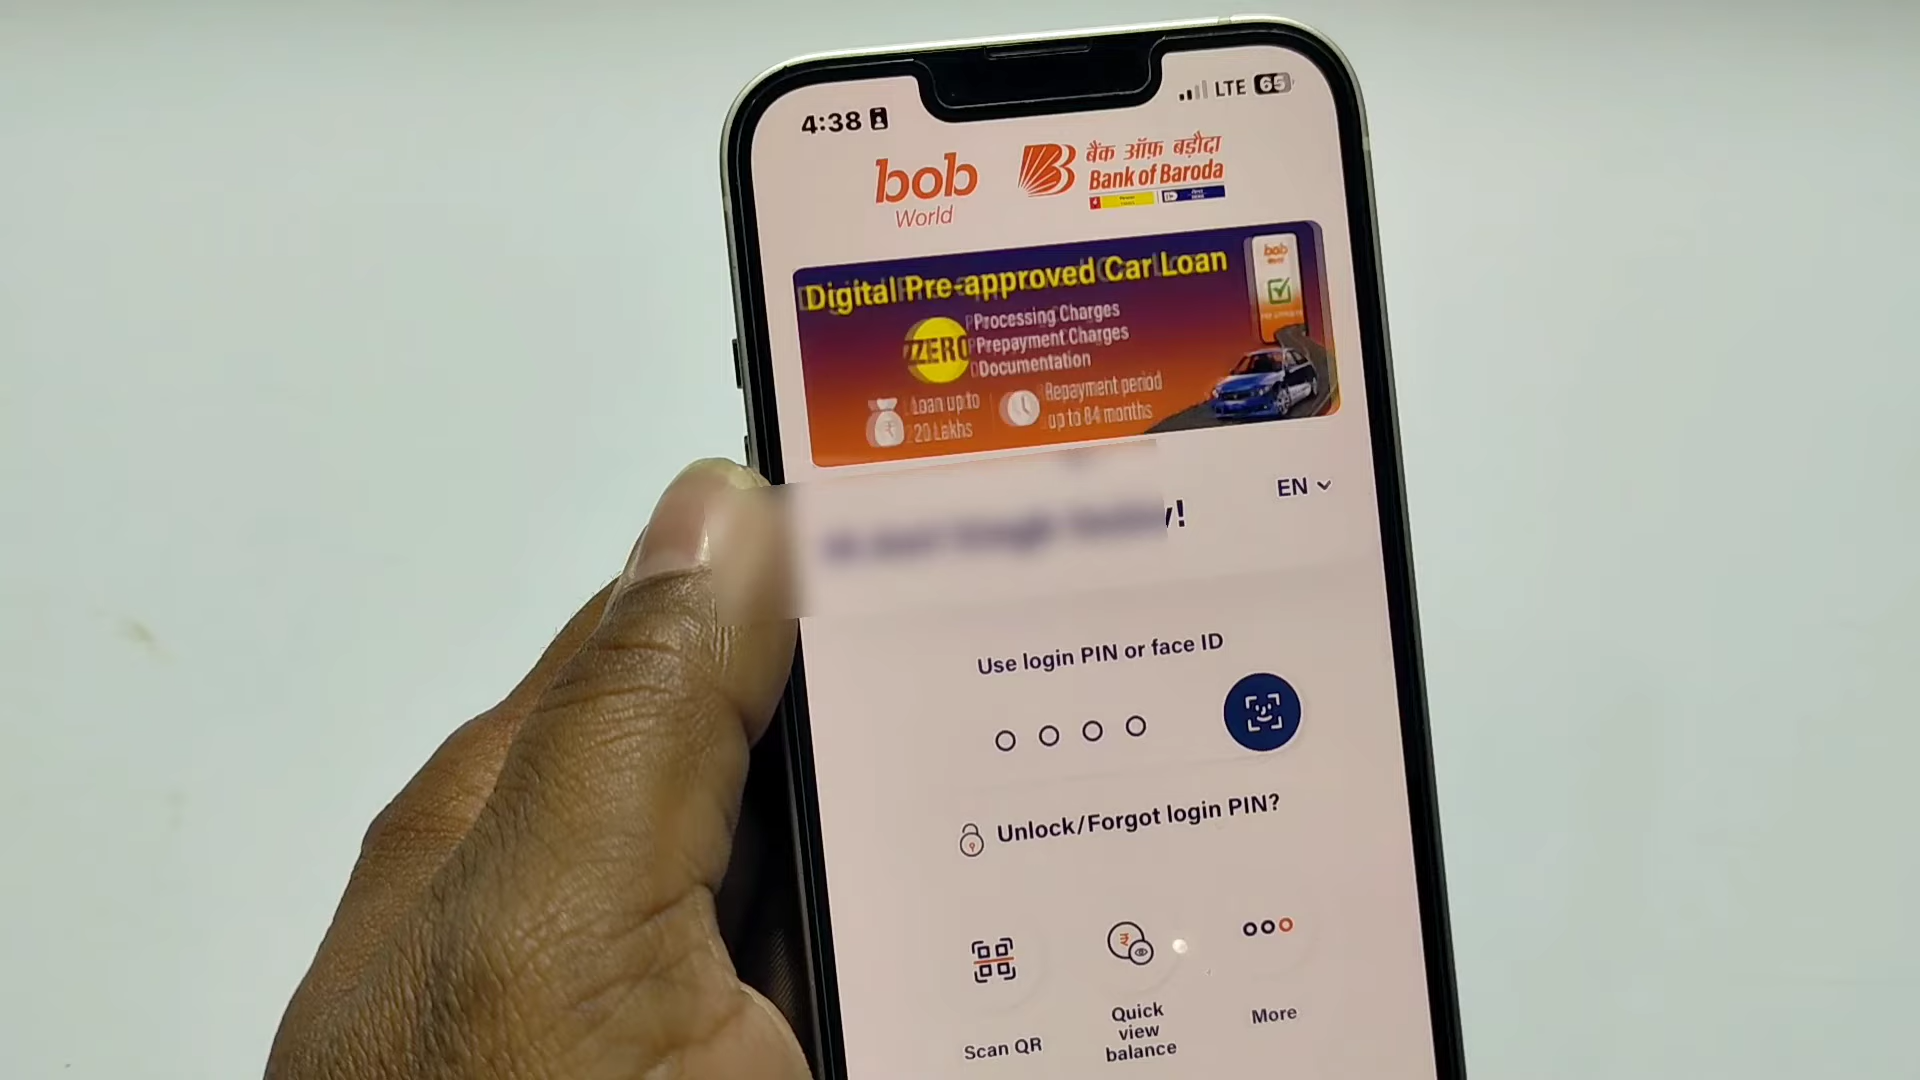 4:38
LTE 65
bob
World
बैंक ऑफ़ बड़ौदा
Bank of Baroda
Digital Pre-approved Car Loan
bob
ZERO
Processing Charges
Prepayment Charges
Documentation
Loan up to
20 Lakhs
Repayment period
up to 84 months
EN
y!
Use login PIN or face ID
Unlock/Forgot login PIN?
Scan QR
Quick
view
balance
More